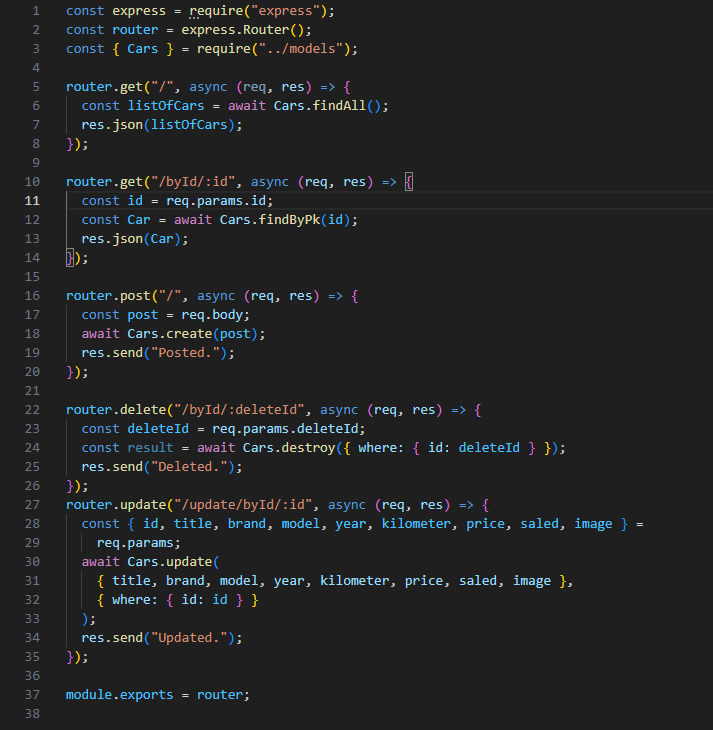 1 const express = require("express");
2 const router = express.Router();
3 const { Cars } = require("../models");
4
5 router.get("/", async (req, res) => {
6   const listOfCars = await Cars.findAll();
7   res.json(listOfCars);
8 });
9
10 router.get("/byId/:id", async (req, res) => {
11   const id = req.params.id;
12   const Car = await Cars.findByPk(id);
13   res.json(Car);
14 });
15
16 router.post("/", async (req, res) => {
17   const post = req.body;
18   await Cars.create(post);
19   res.send("Posted.");
20 });
21
22 router.delete("/byId/:deleteId", async (req, res) => {
23   const deleteId = req.params.deleteId;
24   const result = await Cars.destroy({ where: { id: deleteId } });
25   res.send("Deleted.");
26 });
27 router.update("/update/byId/:id", async (req, res) => {
28   const { id, title, brand, model, year, kilometer, price, saled, image } =
29     req.params;
30   await Cars.update(
31     { title, brand, model, year, kilometer, price, saled, image },
32     { where: { id: id } }
33   );
34   res.send("Updated.");
35 });
36
37 module.exports = router;
38